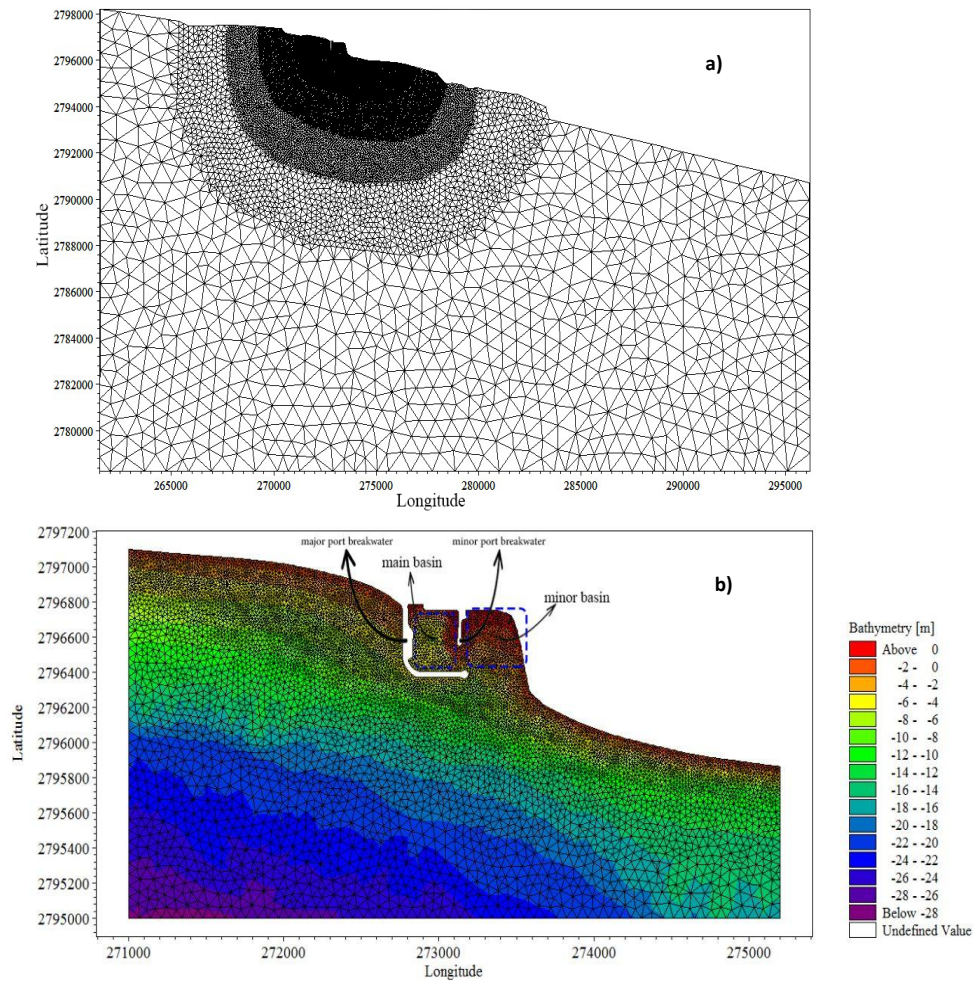 2798000
a)
2796000
2794000
2792000
2790000
2788000
2786000
2784000
2782000
2780000
Latitude
265000 270000 275000 280000 285000 290000 295000
Longitude
2797200
2797000
2796800
2796600
2796400
2796200
2796000
2795800
2795600
2795400
2795200
2795000
Latitude
major port breakwater
minor port breakwater
main basin
b)
minor basin
271000 272000 273000 274000 275000
Longitude
Bathymetry [m]
Above 0
-2 - 0
-4 - -2
-6 - -4
-8 - -6
-10 - -8
-12 - -10
-14 - -12
-16 - -14
-18 - -16
-20 - -18
-22 - -20
-24 - -22
-26 - -24
-28 - -26
Below -28
Undefined Value